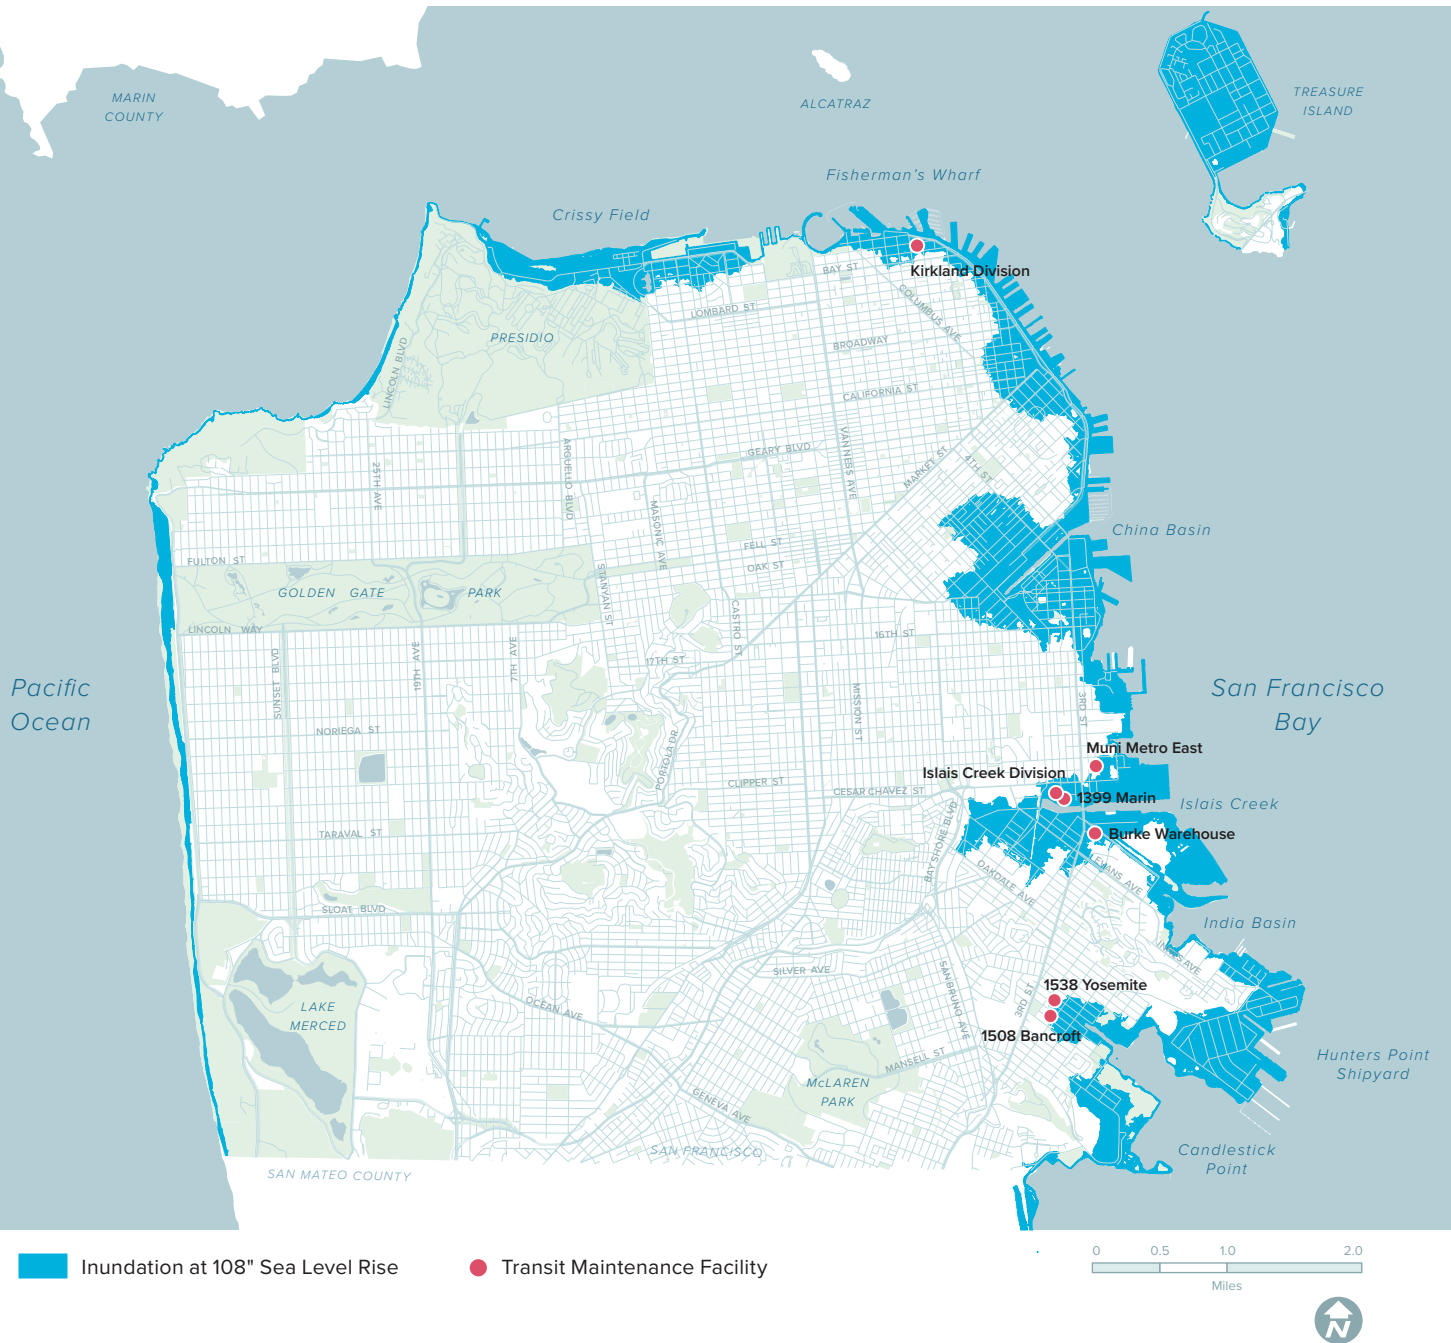 MARIN
COUNTY
ALCATRAZ
TREASURE
ISLAND
Fisherman's Wharf
Crissy Field
Kirkland Division
BAY ST
COLUMBUS AVE
LOMBARD ST
PRESIDIO
LINCOLN BLVD
BROADWAY
CALIFORNIA ST
VAN NESS AVE
GEARY BLVD
MARKET ST
4TH ST
25TH AVE
ARGUELLO BLVD
MASONIC AVE
China Basin
FELL ST
OAK ST
FULTON ST
GOLDEN GATE PARK
STANYAN ST
CASTRO ST
LINCOLN WAY
16TH ST
17TH ST
SUNSET BLVD
19TH AVE
7TH AVE
Pacific
Ocean
San Francisco
Bay
MISSION ST
3RD ST
NORIEGA ST
PORTOLA DR
Muni Metro East
Islais Creek Division
CLIPPER ST
CESAR CHAVEZ ST
1399 Marin
Islais Creek
TARAVAL ST
BAY SHORE BLVD
Burke Warehouse
EVANS AVE
OAKDALE AVE
SLOAT BLVD
India Basin
INNES AVE
SILVER AVE
SAN BRUNO AVE
1538 Yosemite
3RD ST
LAKE
MERCED
OCEAN AVE
1508 Bancroft
MANSELL ST
Hunters Point
Shipyard
McLAREN
PARK
GENEVA AVE
SAN FRANCISCO
Candlestick
Point
SAN MATEO COUNTY
Inundation at 108" Sea Level Rise
Transit Maintenance Facility
0 0.5 1.0 2.0
Miles
N